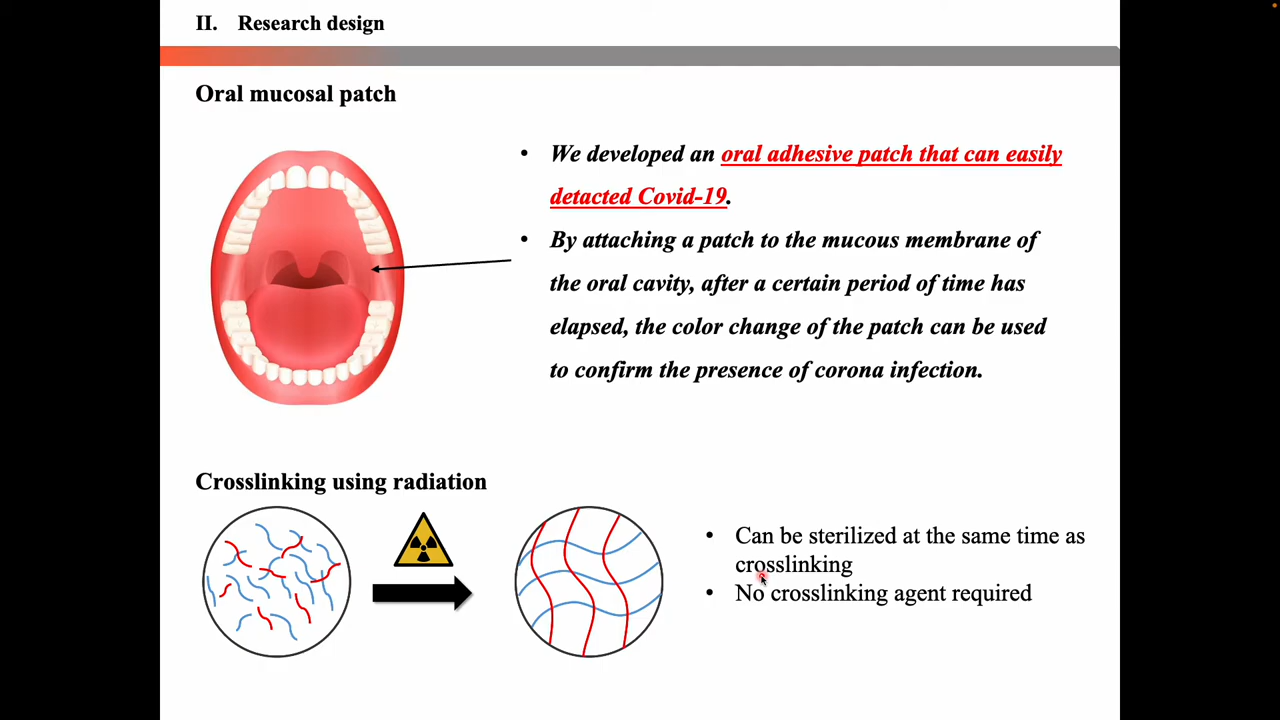 II. Research design
Oral mucosal patch
• We developed an oral adhesive patch that can easily
detacted Covid-19.
• By attaching a patch to the mucous membrane of
the oral cavity, after a certain period of time has
elapsed, the color change of the patch can be used
to confirm the presence of corona infection.
Crosslinking using radiation
• Can be sterilized at the same time as
crosslinking
• No crosslinking agent required